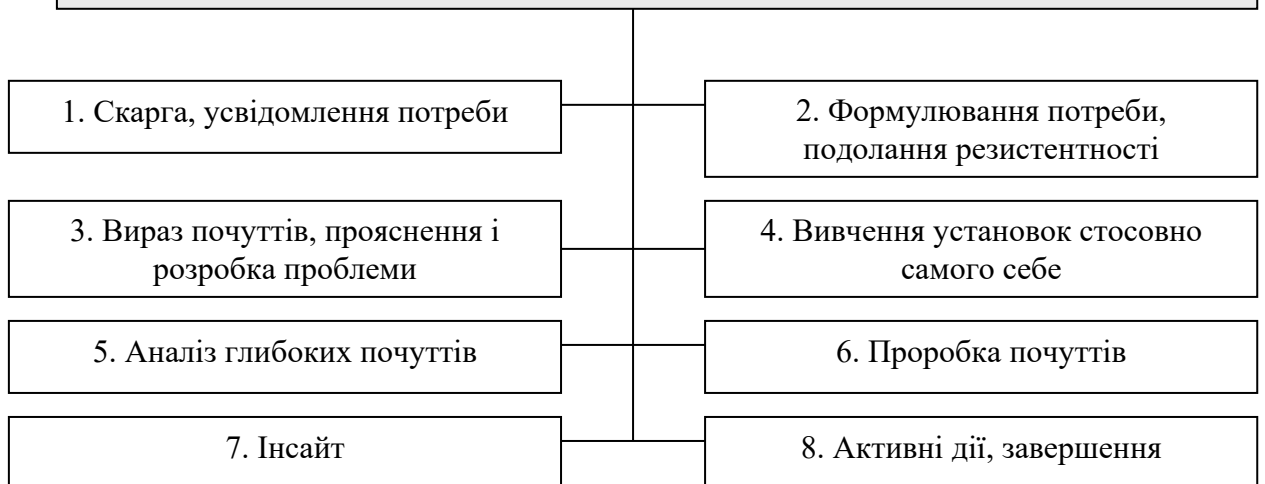 1. Скарга, усвідомлення потреби
2. Формулювання потреби,
подолання резистентності
3. Вираз почуттів, прояснення і
розробка проблеми
4. Вивчення установок стосовно
самого себе
5. Аналіз глибоких почуттів
6. Проробка почуттів
7. Інсайт
8. Активні дії, завершення